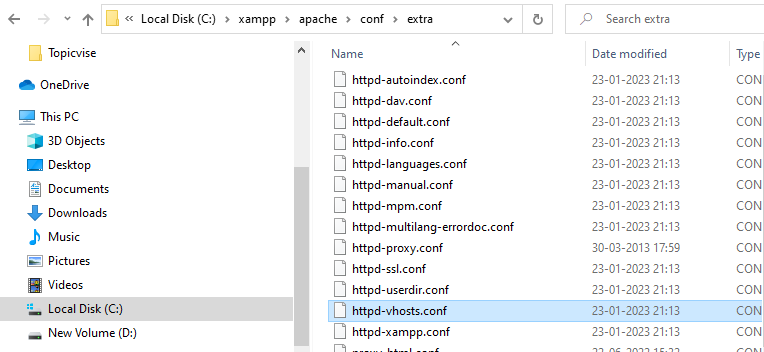 « Local Disk (C:) › xampp › apache › conf › extra
Search extra
Topicvise
OneDrive
This PC
3D Objects
Desktop
Documents
Downloads
Music
Pictures
Videos
Local Disk (C:)
New Volume (D:)
Name Date modified Type
httpd-autoindex.conf 23-01-2023 21:13 CON
httpd-dav.conf 23-01-2023 21:13 CON
httpd-default.conf 23-01-2023 21:13 CON
httpd-info.conf 23-01-2023 21:13 CON
httpd-languages.conf 23-01-2023 21:13 CON
httpd-manual.conf 23-01-2023 21:13 CON
httpd-mpm.conf 23-01-2023 21:13 CON
httpd-multilang-errordoc.conf 23-01-2023 21:13 CON
httpd-proxy.conf 30-03-2013 17:59 CON
httpd-ssl.conf 23-01-2023 21:13 CON
httpd-userdir.conf 23-01-2023 21:13 CON
httpd-vhosts.conf 23-01-2023 21:13 CON
httpd-xampp.conf 23-01-2023 21:13 CON